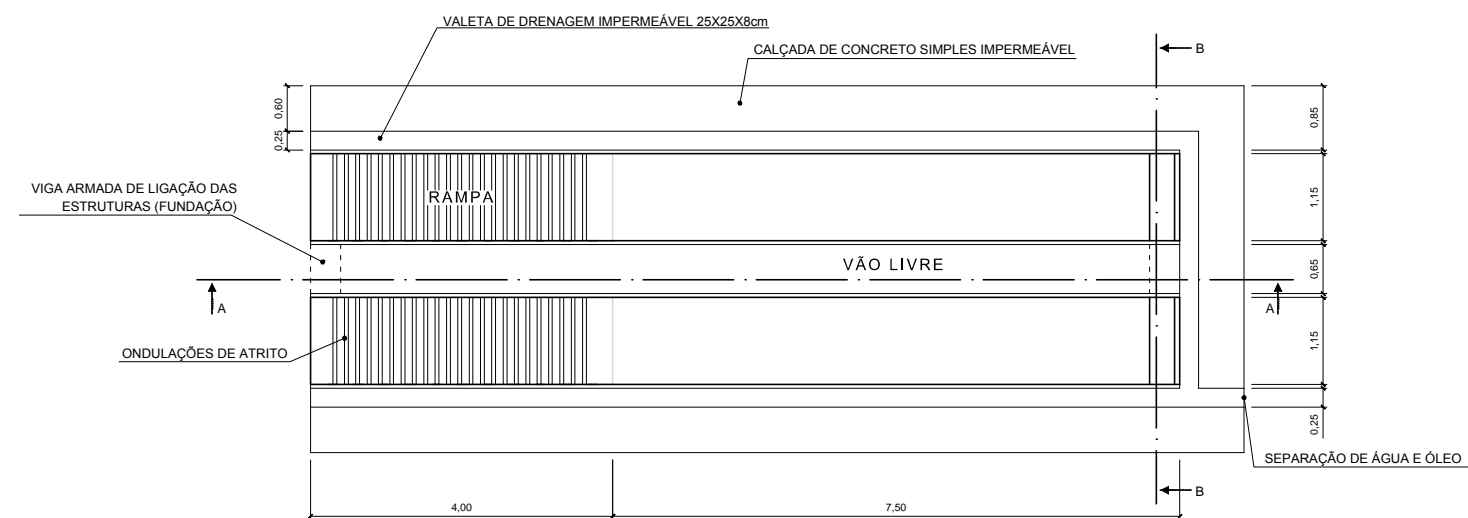 VALETA DE DRENAGEM IMPERMEÁVEL 25X25X8cm
CALÇADA DE CONCRETO SIMPLES IMPERMEÁVEL
B
0,60
0,25
0,85
VIGA ARMADA DE LIGAÇÃO DAS
ESTRUTURAS (FUNDAÇÃO)
RAMPA
1,15
VÃO LIVRE
0,65
A
A
ONDULAÇÕES DE ATRITO
1,15
0,25
SEPARAÇÃO DE ÁGUA E ÓLEO
B
4,00
7,50